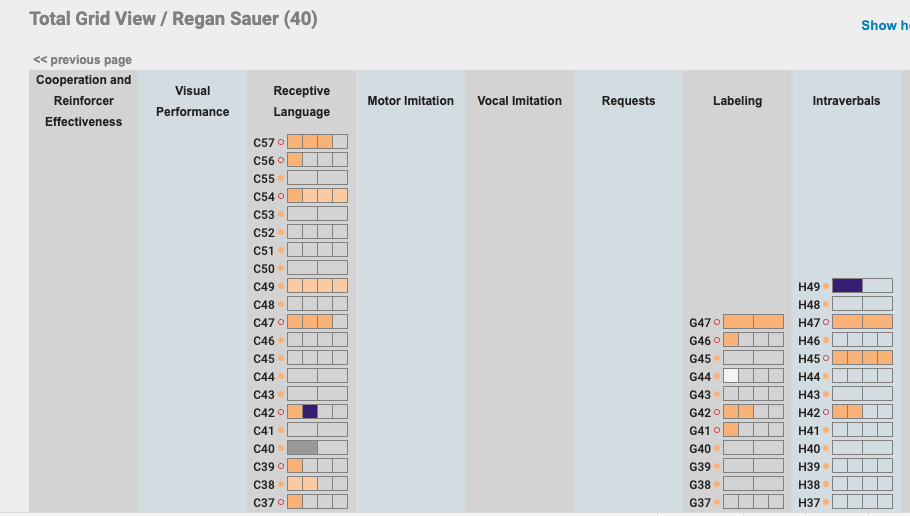 Total Grid View / Regan Sauer (40)
Show h
<< previous page
Cooperation and
Reinforcer
Effectiveness
Visual
Performance
Receptive
Language
Motor Imitation
Vocal Imitation
Requests
Labeling
Intraverbals
C57
C56
C55
C54
C53
C52
C51
C50
C49
H49
C48
H48
C47
G47
H47
C46
G46
H46
C45
G45
H45
C44
G44
H44
C43
G43
H43
C42
G42
H42
C41
G41
H41
C40
G40
H40
C39
G39
H39
C38
G38
H38
C37
G37
H37